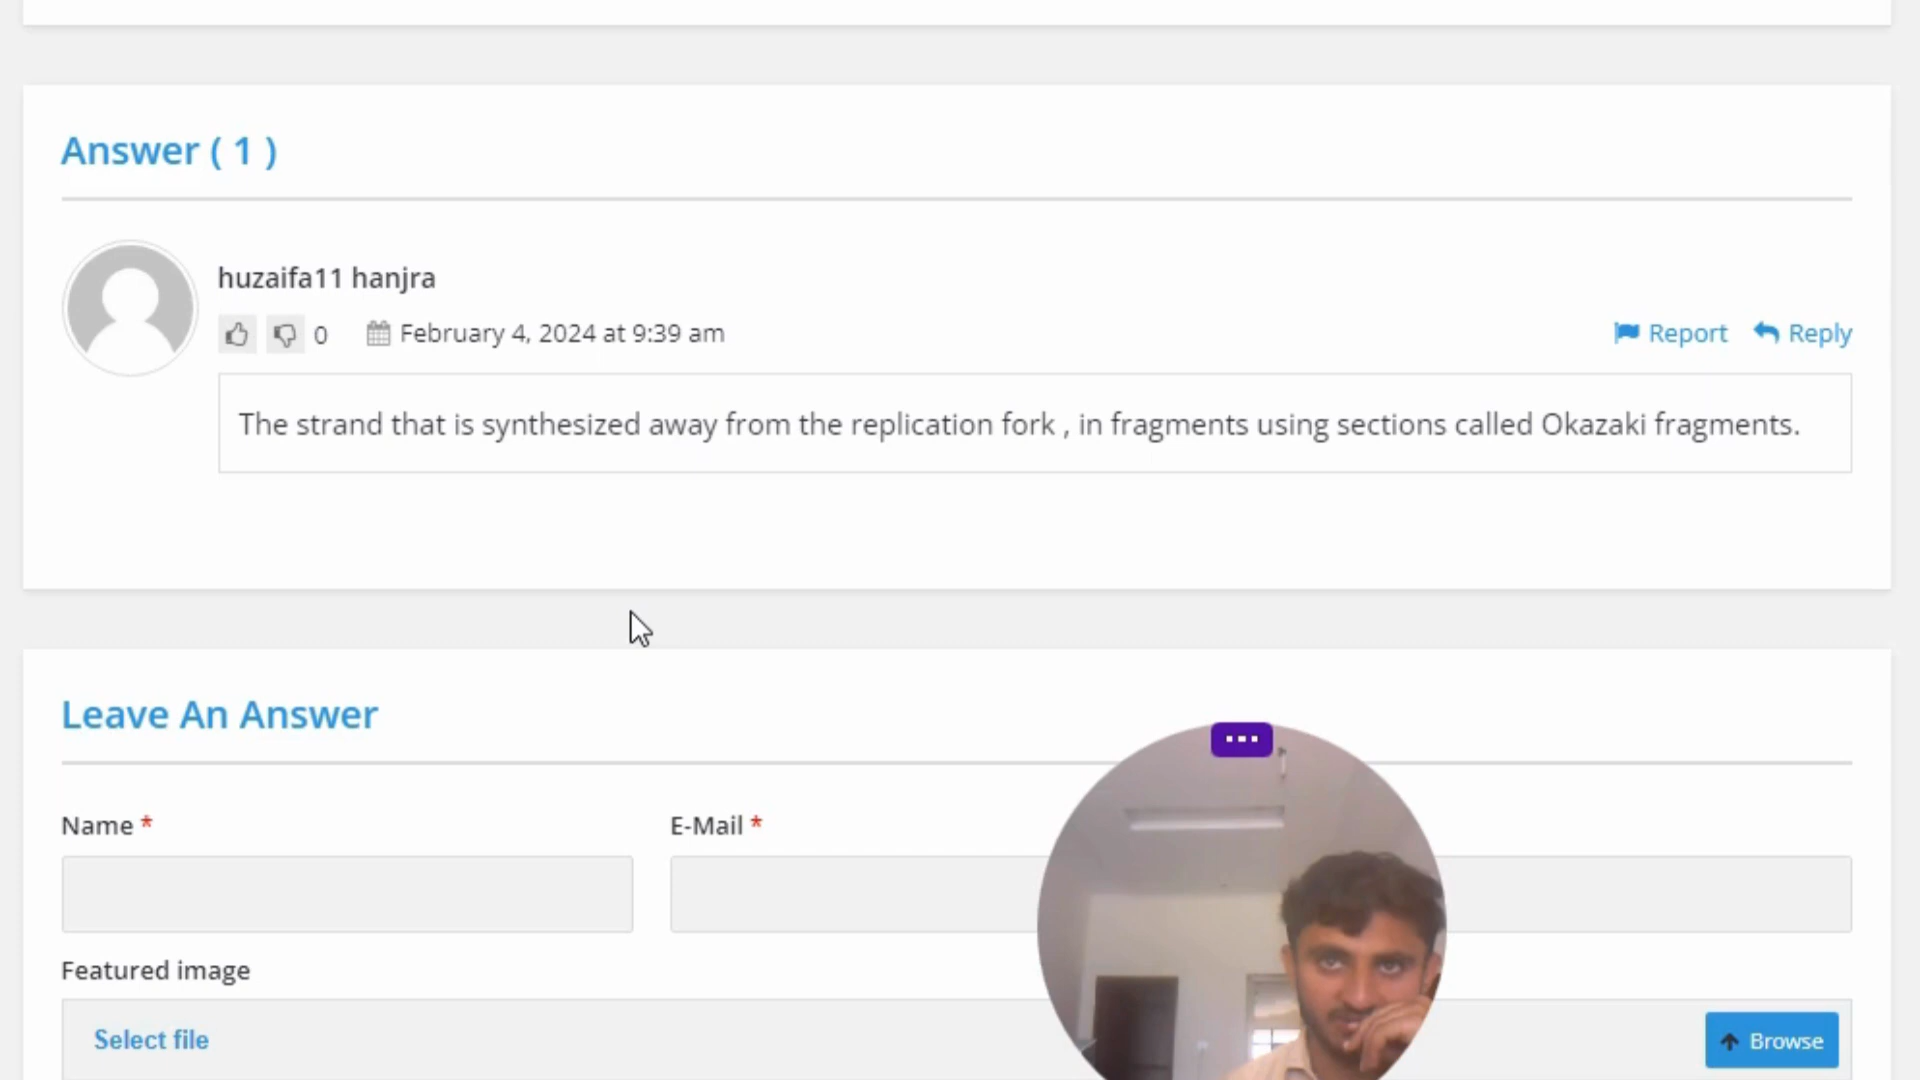 Answer ( 1 )
huzaifa11 hanjra
0 February 4, 2024 at 9:39 am Report Reply
The strand that is synthesized away from the replication fork , in fragments using sections called Okazaki fragments.
Leave An Answer
Name * E-Mail *
Featured image
Select file Browse